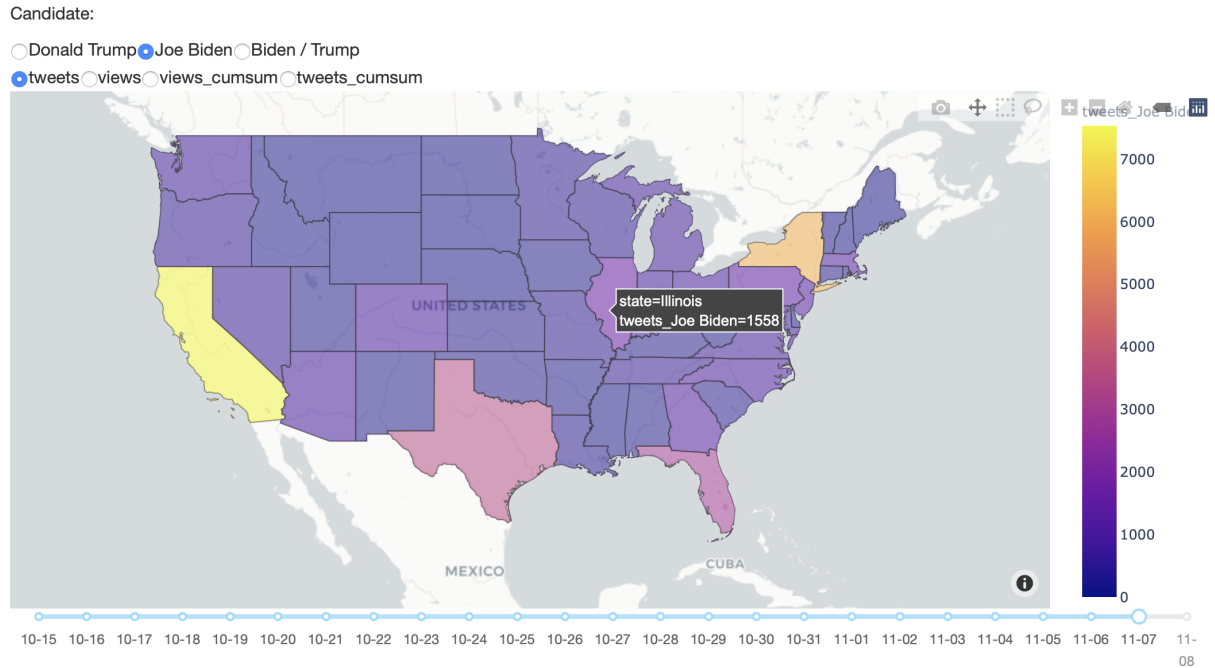 Candidate:
Donald Trump Joe Biden Biden / Trump
tweets views views_cumsum tweets_cumsum
tweets_Joe Biden
7000
6000
5000
4000
3000
2000
1000
0
UNITED STATES
state=Illinois
tweets_Joe Biden=1558
MEXICO
CUBA
10-15 10-16 10-17 10-18 10-19 10-20 10-21 10-22 10-23 10-24 10-25 10-26 10-27 10-28 10-29 10-30 10-31 11-01 11-02 11-03 11-04 11-05 11-06 11-07 11-
08